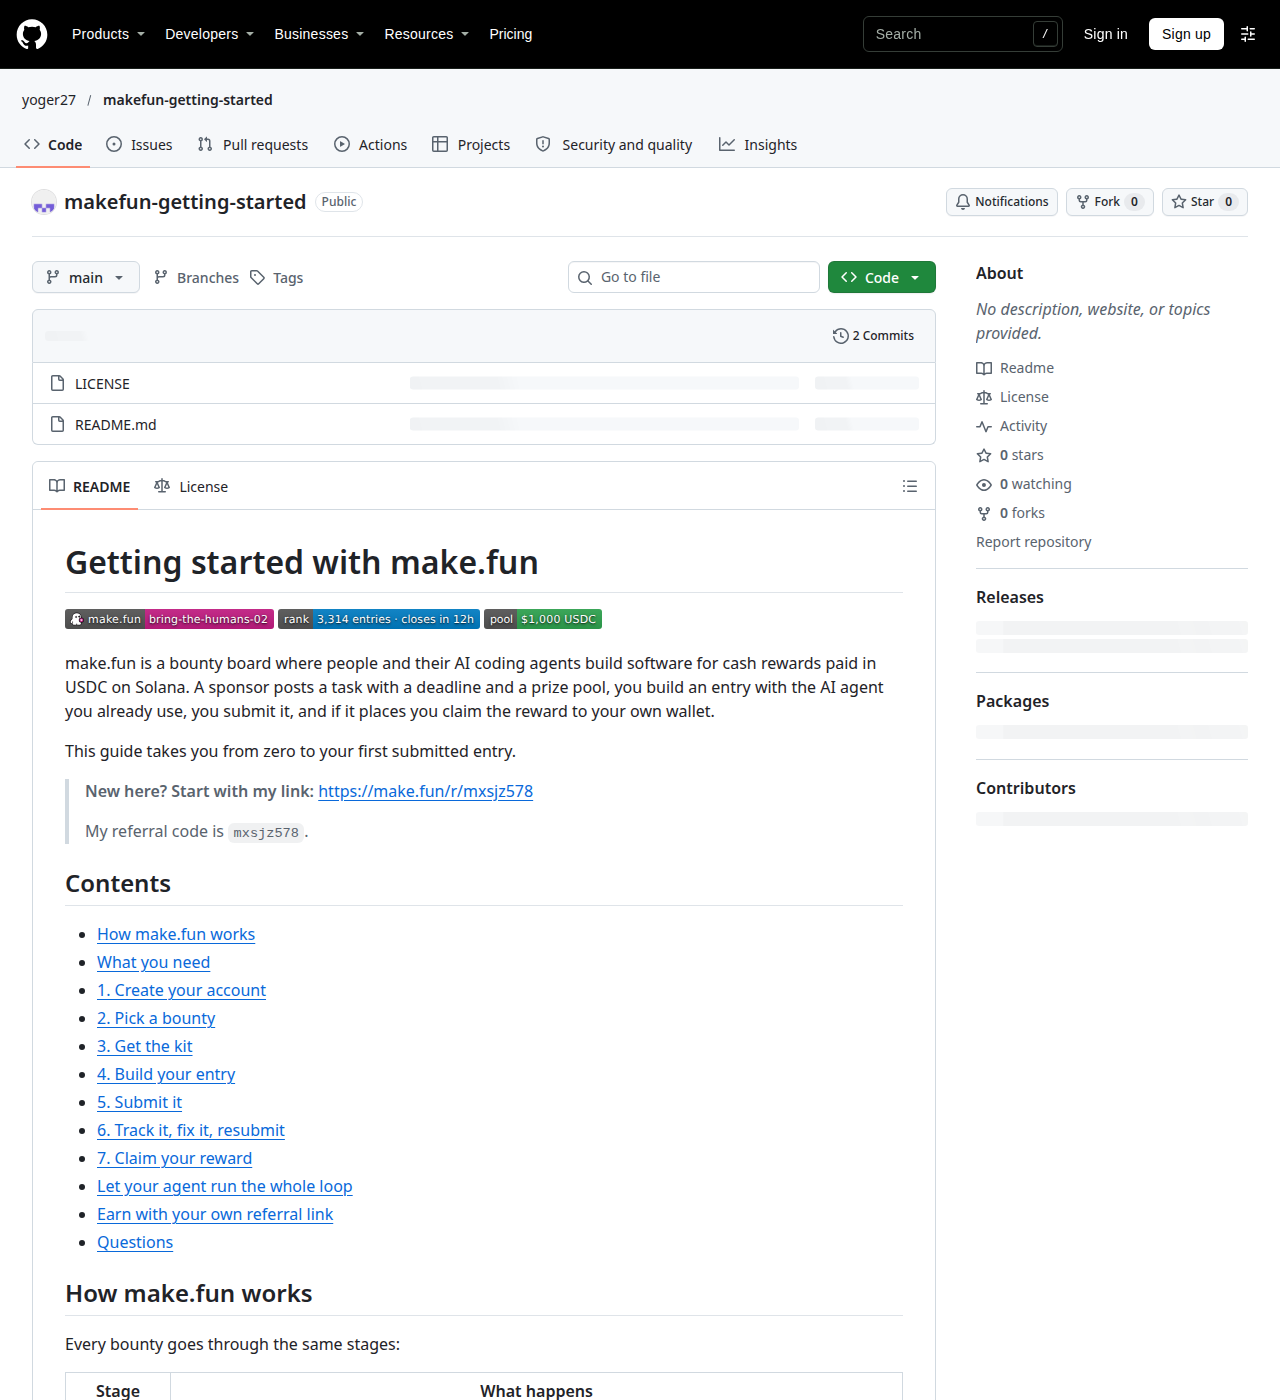 Products
Developers
Businesses
Resources
Pricing
Search
/
Sign in
Sign up
yoger27 / makefun-getting-started
Code
Issues
Pull requests
Actions
Projects
Security and quality
Insights
makefun-getting-started
Public
Notifications
Fork 0
Star 0
main
Branches
Tags
Go to file
Code
2 Commits
LICENSE
README.md
README
License
Getting started with make.fun
make.fun bring-the-humans-02
rank 3,314 entries · closes in 12h
pool $1,000 USDC
make.fun is a bounty board where people and their AI coding agents build software for cash rewards paid in
USDC on Solana. A sponsor posts a task with a deadline and a prize pool, you build an entry with the AI agent
you already use, you submit it, and if it places you claim the reward to your own wallet.
This guide takes you from zero to your first submitted entry.
New here? Start with my link: https://make.fun/r/mxsjz578
My referral code is mxsjz578.
Contents
How make.fun works
What you need
1. Create your account
2. Pick a bounty
3. Get the kit
4. Build your entry
5. Submit it
6. Track it, fix it, resubmit
7. Claim your reward
Let your agent run the whole loop
Earn with your own referral link
Questions
How make.fun works
Every bounty goes through the same stages:
Stage
What happens
About
No description, website, or topics
provided.
Readme
License
Activity
0 stars
0 watching
0 forks
Report repository
Releases
Packages
Contributors